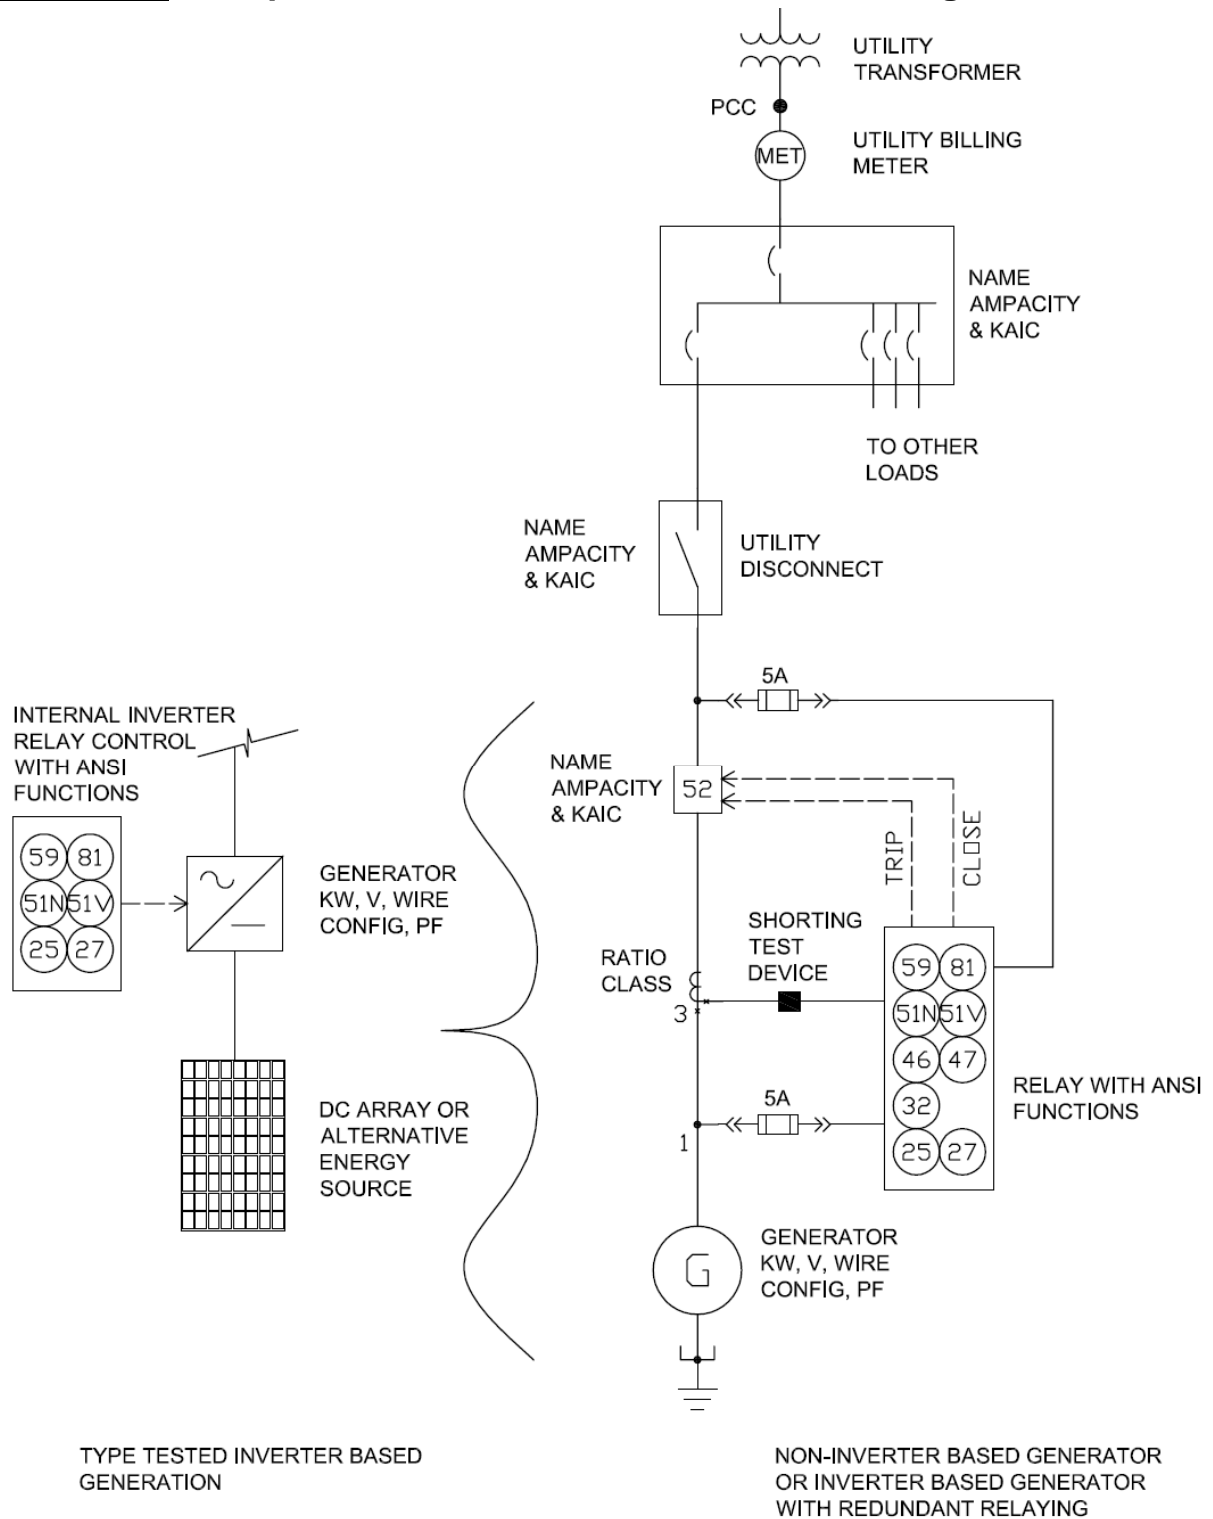 UTILITY
TRANSFORMER
PCC
MET
UTILITY BILLING
METER
NAME
AMPACITY
& KAIC
TO OTHER
LOADS
NAME
AMPACITY
& KAIC
UTILITY
DISCONNECT
5A
INTERNAL INVERTER
RELAY CONTROL
WITH ANSI
FUNCTIONS
59 81
51N 51V
25 27
GENERATOR
KW, V, WIRE
CONFIG, PF
DC ARRAY OR
ALTERNATIVE
ENERGY
SOURCE
NAME
AMPACITY
& KAIC
52
TRIP
CLOSE
SHORTING
TEST
DEVICE
RATIO
CLASS
3
59 81
51N 51V
46 47
32
25 27
RELAY WITH ANSI
FUNCTIONS
5A
1
G
GENERATOR
KW, V, WIRE
CONFIG, PF
TYPE TESTED INVERTER BASED
GENERATION
NON-INVERTER BASED GENERATOR
OR INVERTER BASED GENERATOR
WITH REDUNDANT RELAYING